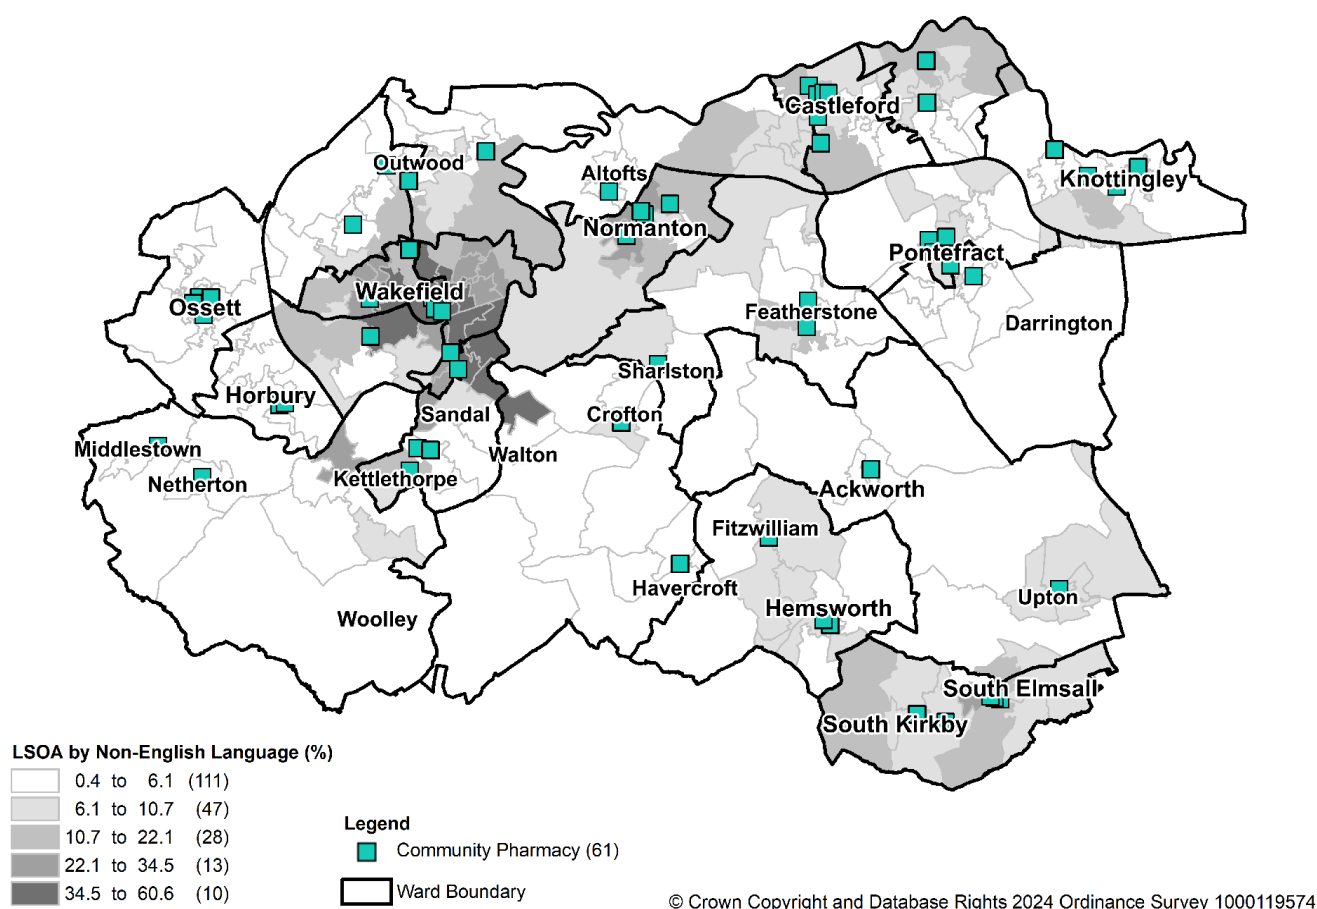 Castleford
Outwood
Altofts
Knottingley
Normanton
Pontefract
Wakefield
Ossett
Featherstone
Darrington
Sharlston
Horbury
Sandal
Crofton
Middlestown
Walton
Netherton
Kettlethorpe
Ackworth
Fitzwilliam
Havercroft
Upton
Hemsworth
Woolley
South Elmsall
South Kirkby
LSOA by Non-English Language (%)
0.4 to 6.1 (111)
6.1 to 10.7 (47)
10.7 to 22.1 (28)
22.1 to 34.5 (13)
34.5 to 60.6 (10)
Legend
Community Pharmacy (61)
Ward Boundary
© Crown Copyright and Database Rights 2024 Ordinance Survey 1000119574